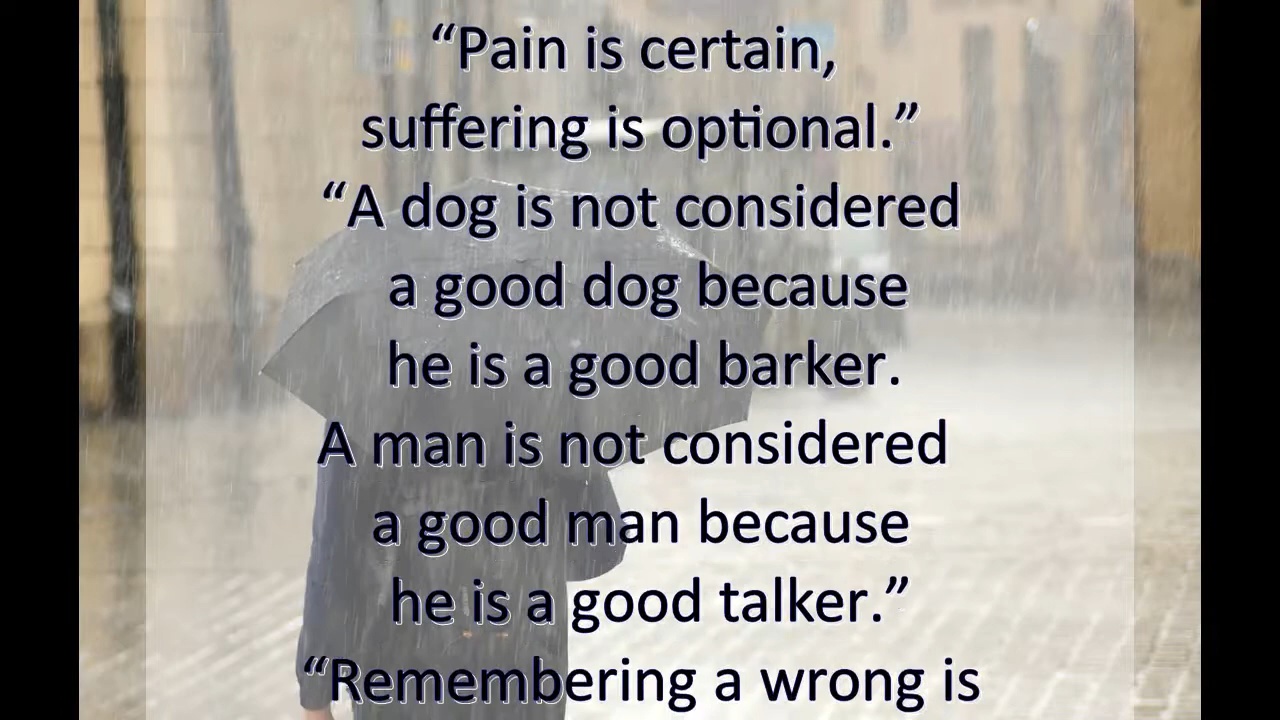 “Pain is certain,
suffering is optional.”
“A dog is not considered
a good dog because
he is a good barker.
A man is not considered
a good man because
he is a good talker.”
“Remembering a wrong is